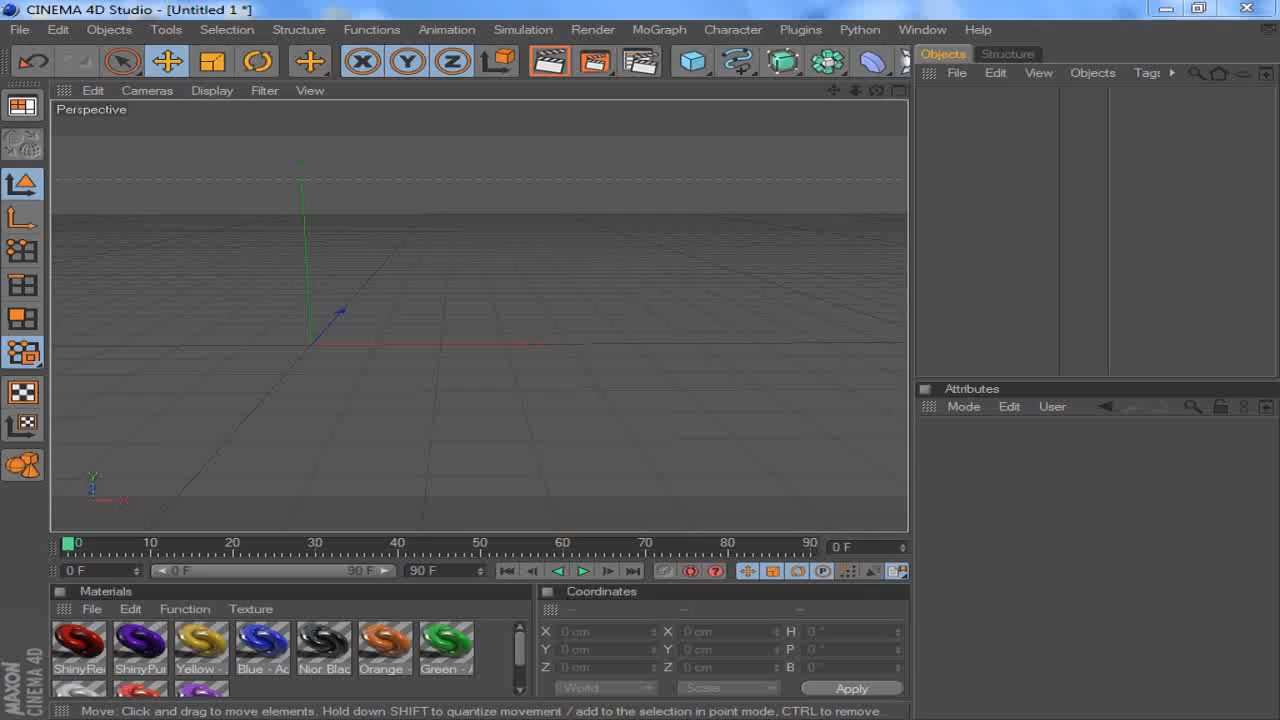 CINEMA 4D Studio - [Untitled 1 *]
File Edit Objects Tools Selection Structure Functions Animation Simulation Render MoGraph Character Plugins Python Window Help
X Y Z
Objects Structure
File Edit View Objects Tags
Edit Cameras Display Filter View
Perspective
Y
Y
Z
X
Attributes
Mode Edit User
0 10 20 30 40 50 60 70 80 90 0 F
0 F 0 F 90 F 90 F
Materials
File Edit Function Texture
ShinyRec ShinyPur Yellow - Blue - Ac Nior Blac Orange - Green - A
Coordinates
X 0 cm X 0 cm H 0 °
Y 0 cm Y 0 cm P 0 °
Z 0 cm Z 0 cm B 0 °
World Scale Apply
MAXON
CINEMA 4D
Move: Click and drag to move elements. Hold down SHIFT to quantize movement / add to the selection in point mode, CTRL to remove...